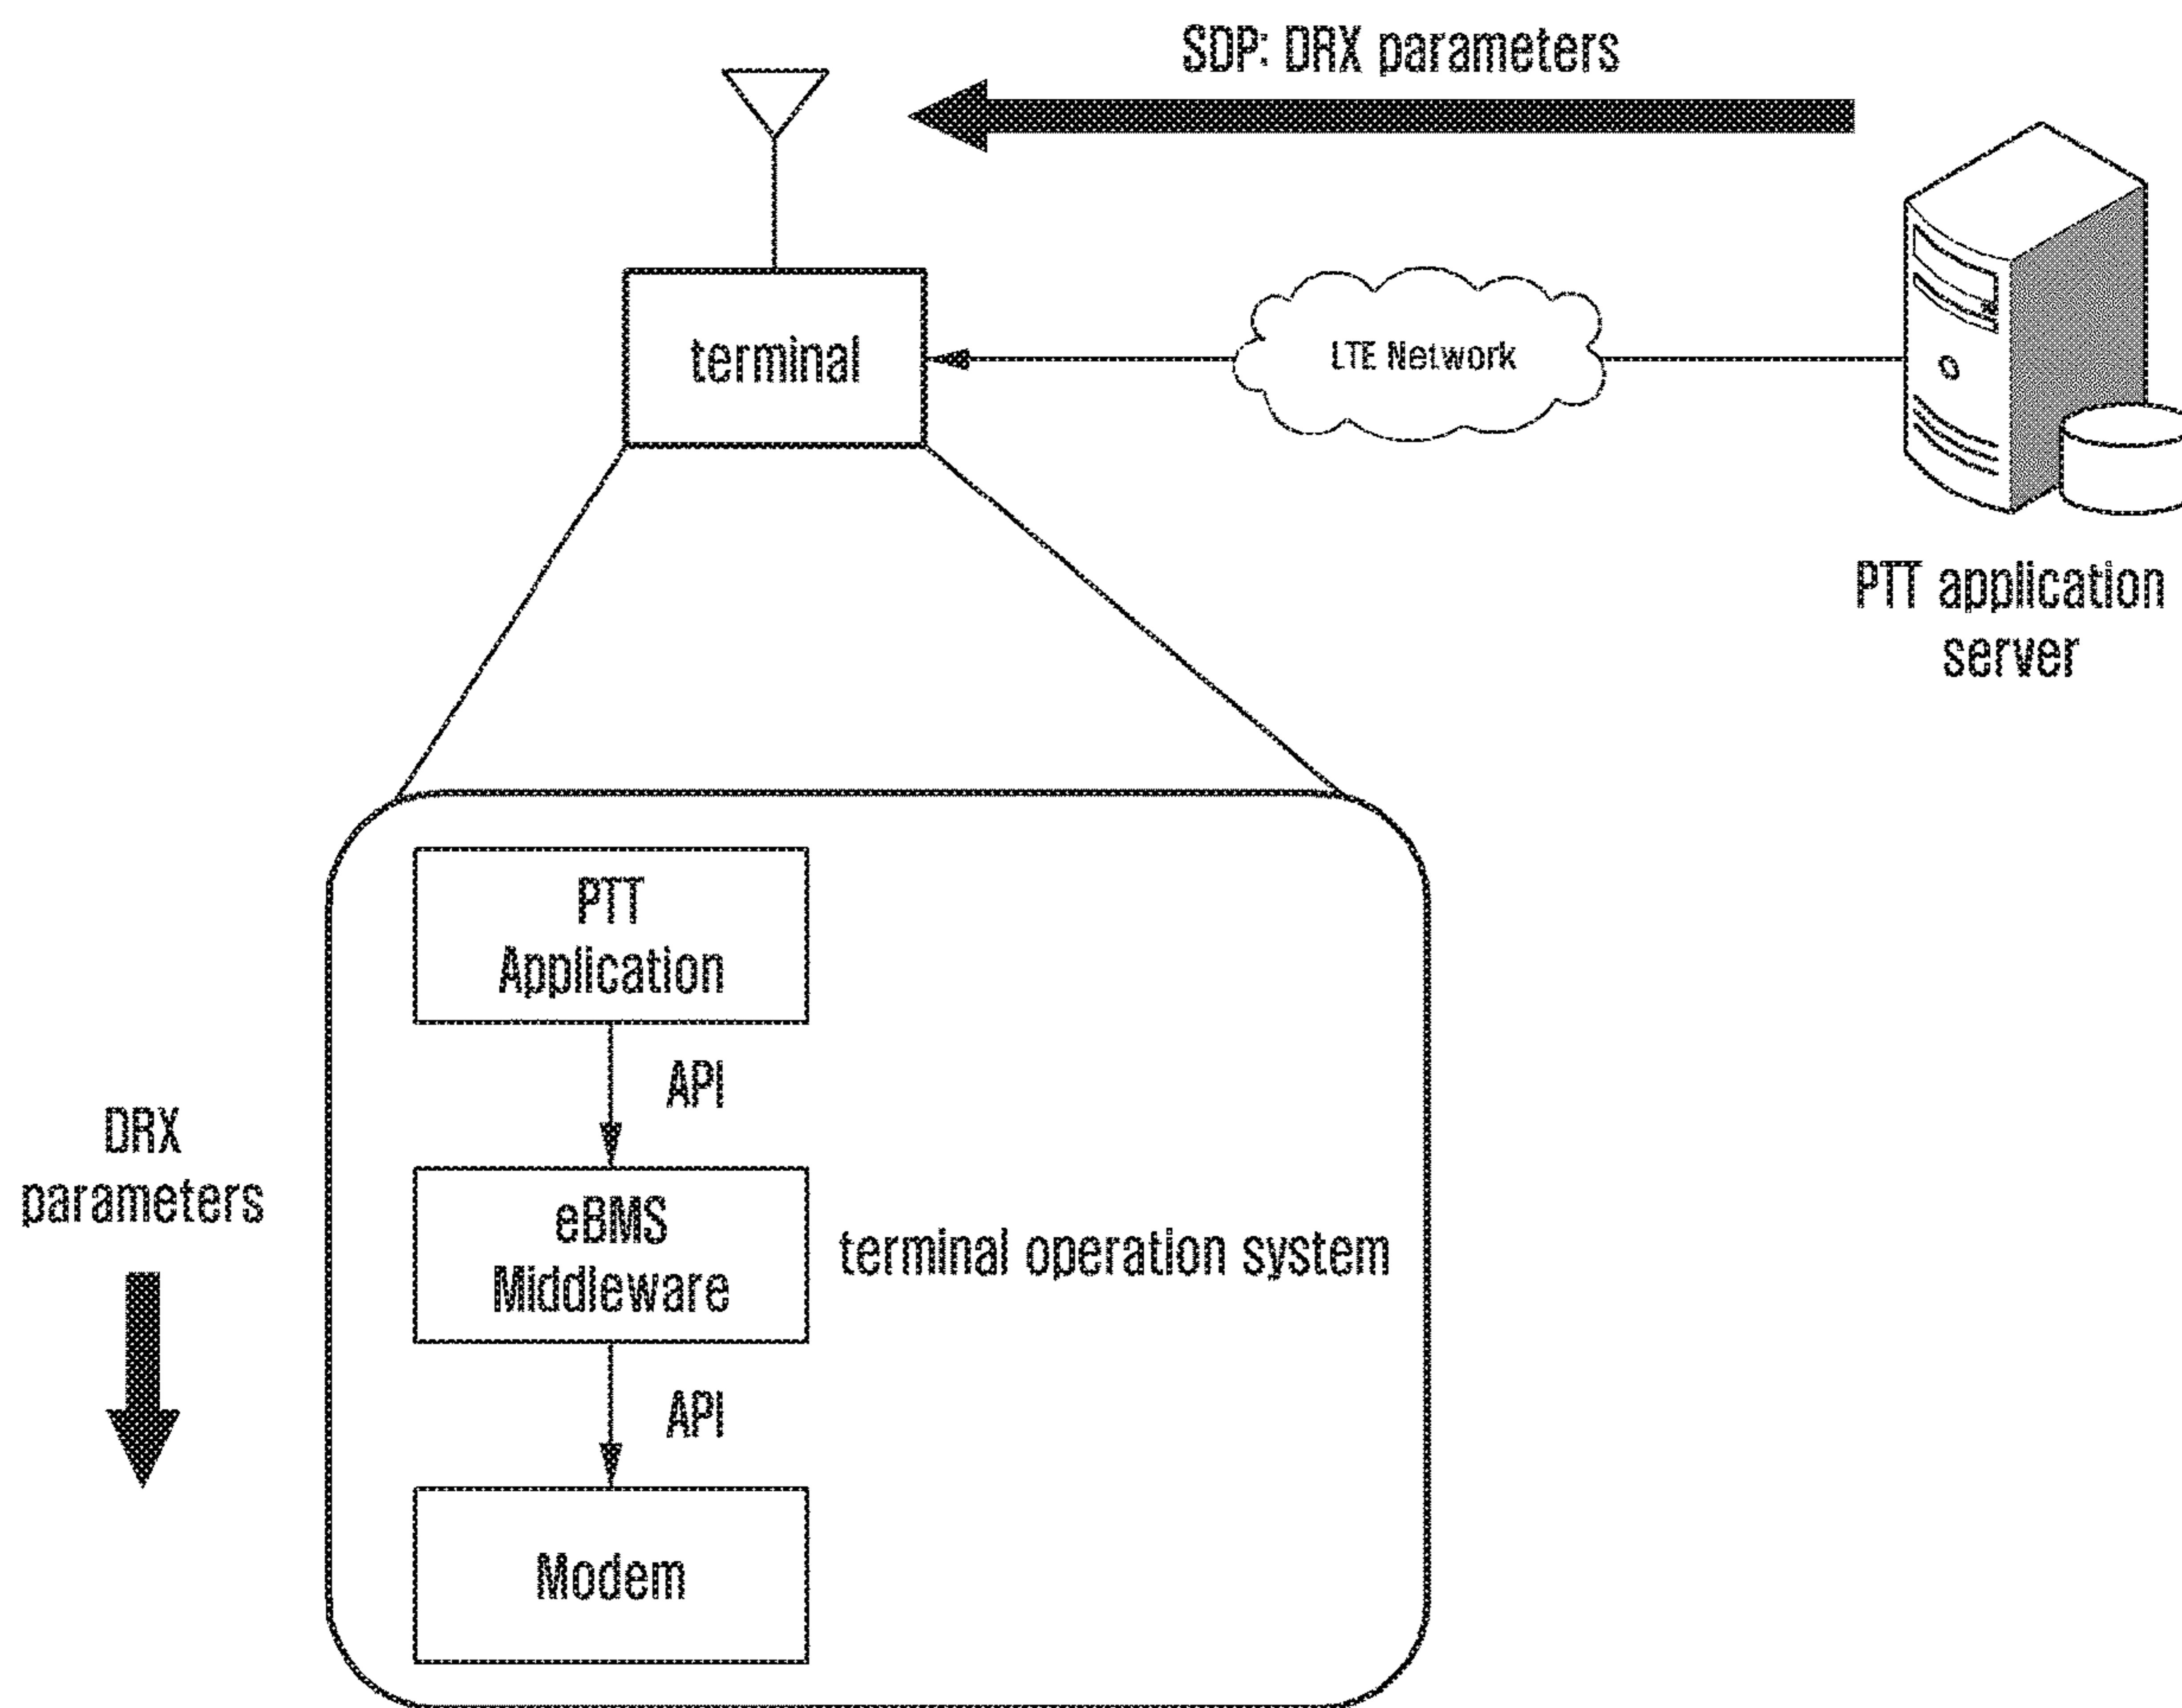 SDP: DRX parameters
terminal
LTE Network
PTT application
server
PTT
Application
API
DRX
parameters
eBMS
Middleware
terminal operation system
API
Modem